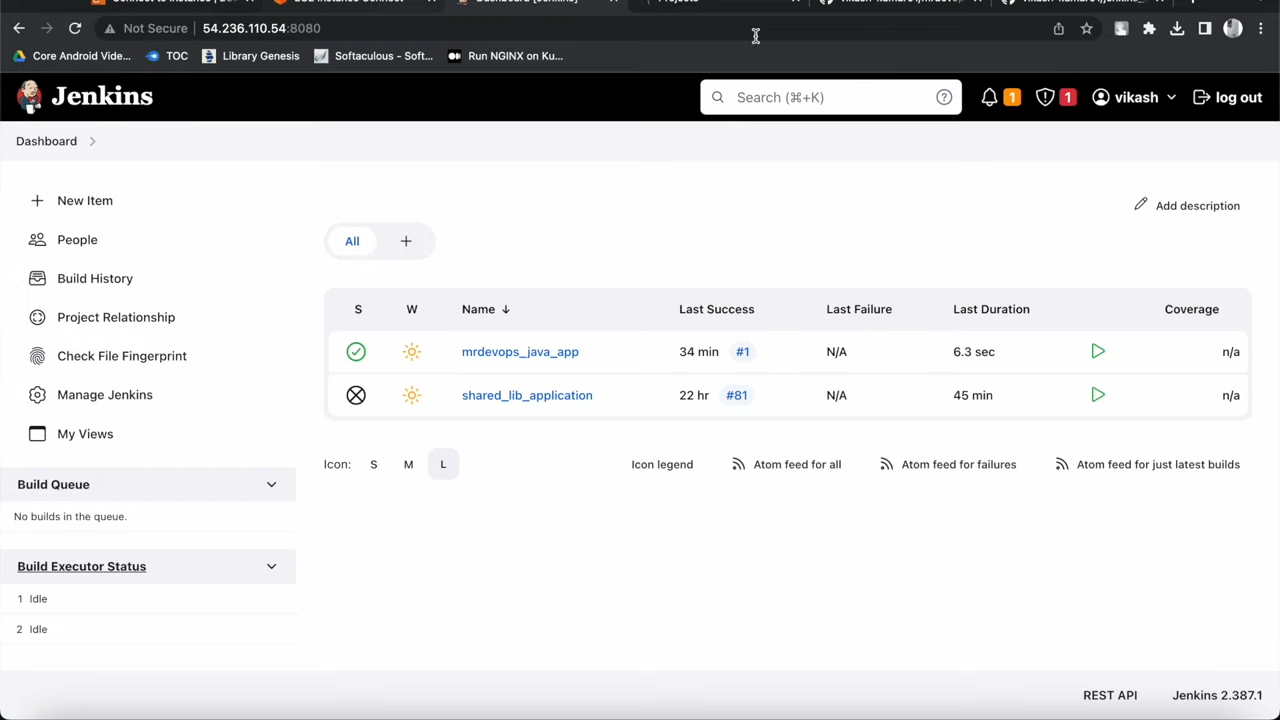 Dashboard [Jenkins]
Projects
Not Secure 54.236.110.54:8080
Core Android Vide...
TOC
Library Genesis
Softaculous - Soft...
Run NGINX on Ku...
Jenkins
Search (⌘+K)
1
1
vikash
log out
Dashboard
New Item
People
Build History
Project Relationship
Check File Fingerprint
Manage Jenkins
My Views
Build Queue
No builds in the queue.
Build Executor Status
1 Idle
2 Idle
Add description
All +
S W Name ↓ Last Success Last Failure Last Duration Coverage
mrdevops_java_app 34 min #1 N/A 6.3 sec n/a
shared_lib_application 22 hr #81 N/A 45 min n/a
Icon: S M L
Icon legend
Atom feed for all
Atom feed for failures
Atom feed for just latest builds
REST API
Jenkins 2.387.1